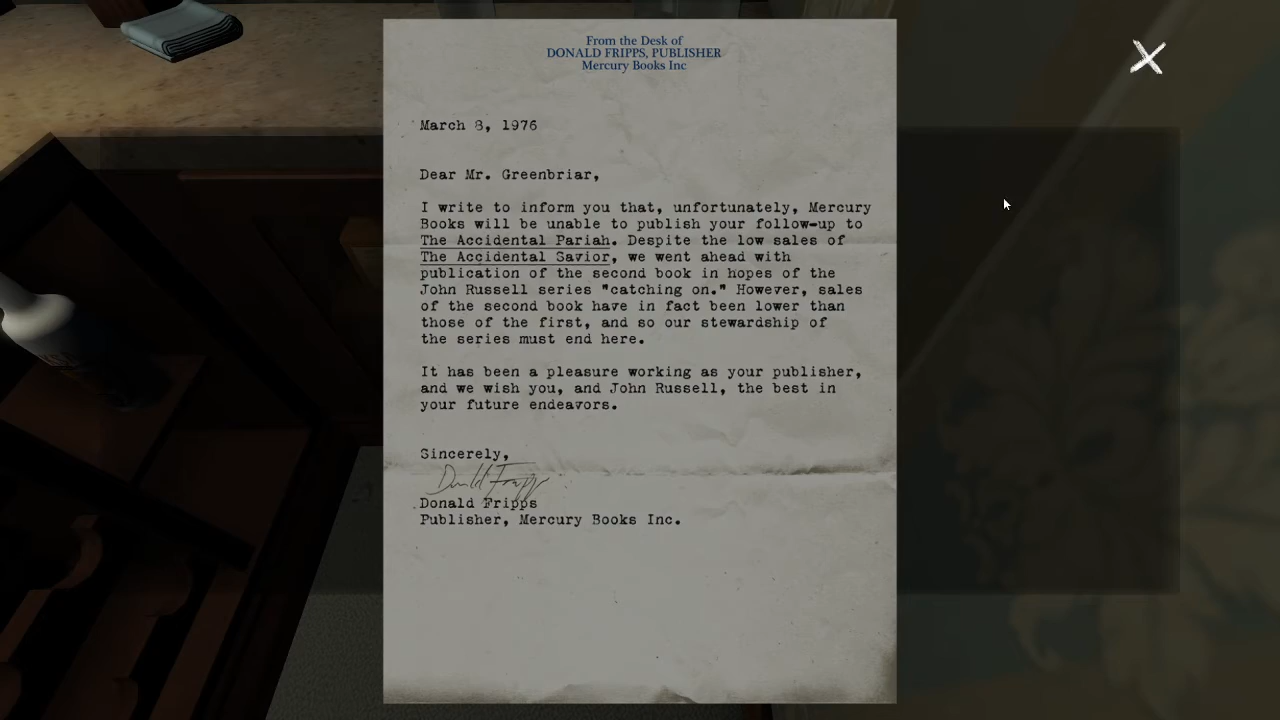 From the Desk of
DONALD FRIPPS, PUBLISHER
Mercury Books Inc
March 8, 1976
Dear Mr. Greenbriar,
I write to inform you that, unfortunately, Mercury
Books will be unable to publish your follow-up to
The Accidental Pariah. Despite the low sales of
The Accidental Savior, we went ahead with
publication of the second book in hopes of the
John Russell series "catching on." However, sales
of the second book have in fact been lower than
those of the first, and so our stewardship of
the series must end here.
It has been a pleasure working as your publisher,
and we wish you, and John Russell, the best in
your future endeavors.
Sincerely,
Donald Fripps
Donald Fripps
Publisher, Mercury Books Inc.